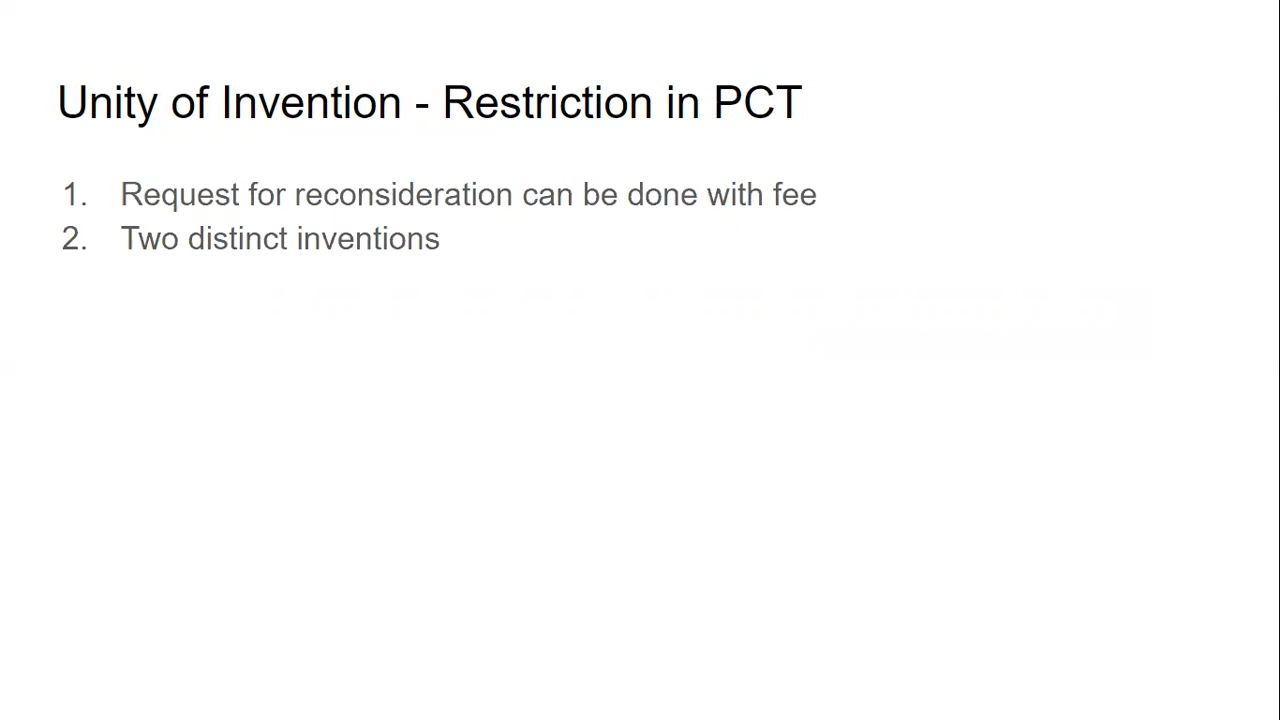 Unity of Invention - Restriction in PCT
1. Request for reconsideration can be done with fee
2. Two distinct inventions